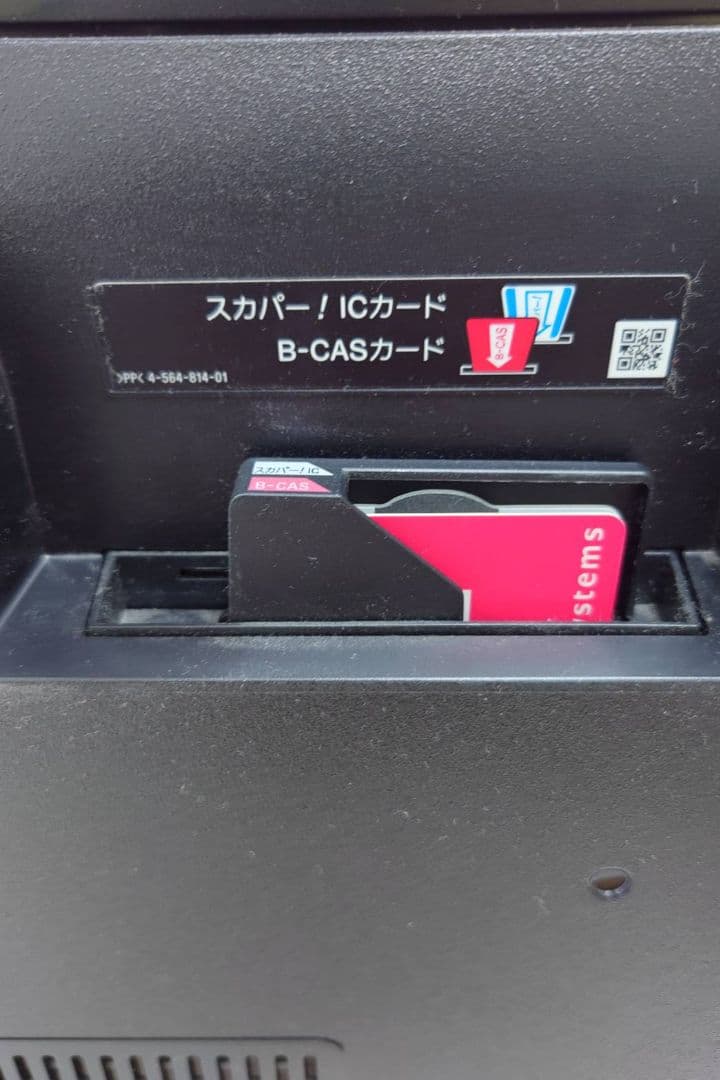 スカパー！ICカード
B-CASカード
B-CAS
>PP< 4-564-814-01
スカパー！IC
B-CAS
ystems